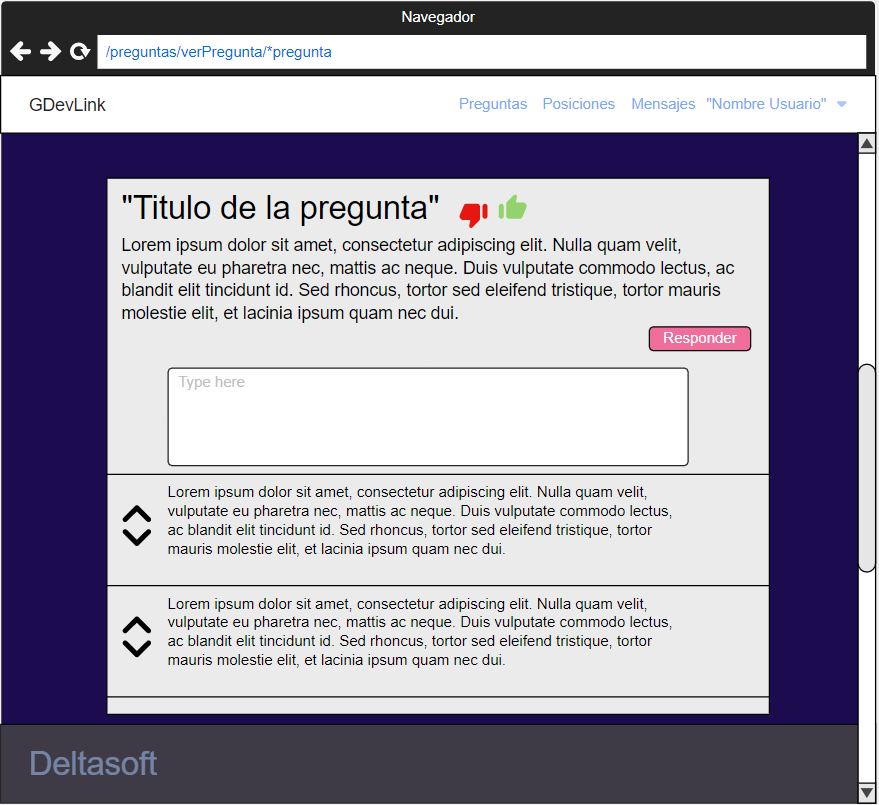 Navegador
/preguntas/verPregunta/*pregunta
GDevLink
Preguntas Posiciones Mensajes "Nombre Usuario"
"Titulo de la pregunta"
Lorem ipsum dolor sit amet, consectetur adipiscing elit. Nulla quam velit,
vulputate eu pharetra nec, mattis ac neque. Duis vulputate commodo lectus, ac
blandit elit tincidunt id. Sed rhoncus, tortor sed eleifend tristique, tortor mauris
molestie elit, et lacinia ipsum quam nec dui.
Responder
Type here
Lorem ipsum dolor sit amet, consectetur adipiscing elit. Nulla quam velit,
vulputate eu pharetra nec, mattis ac neque. Duis vulputate commodo lectus,
ac blandit elit tincidunt id. Sed rhoncus, tortor sed eleifend tristique, tortor
mauris molestie elit, et lacinia ipsum quam nec dui.
Lorem ipsum dolor sit amet, consectetur adipiscing elit. Nulla quam velit,
vulputate eu pharetra nec, mattis ac neque. Duis vulputate commodo lectus,
ac blandit elit tincidunt id. Sed rhoncus, tortor sed eleifend tristique, tortor
mauris molestie elit, et lacinia ipsum quam nec dui.
Deltasoft